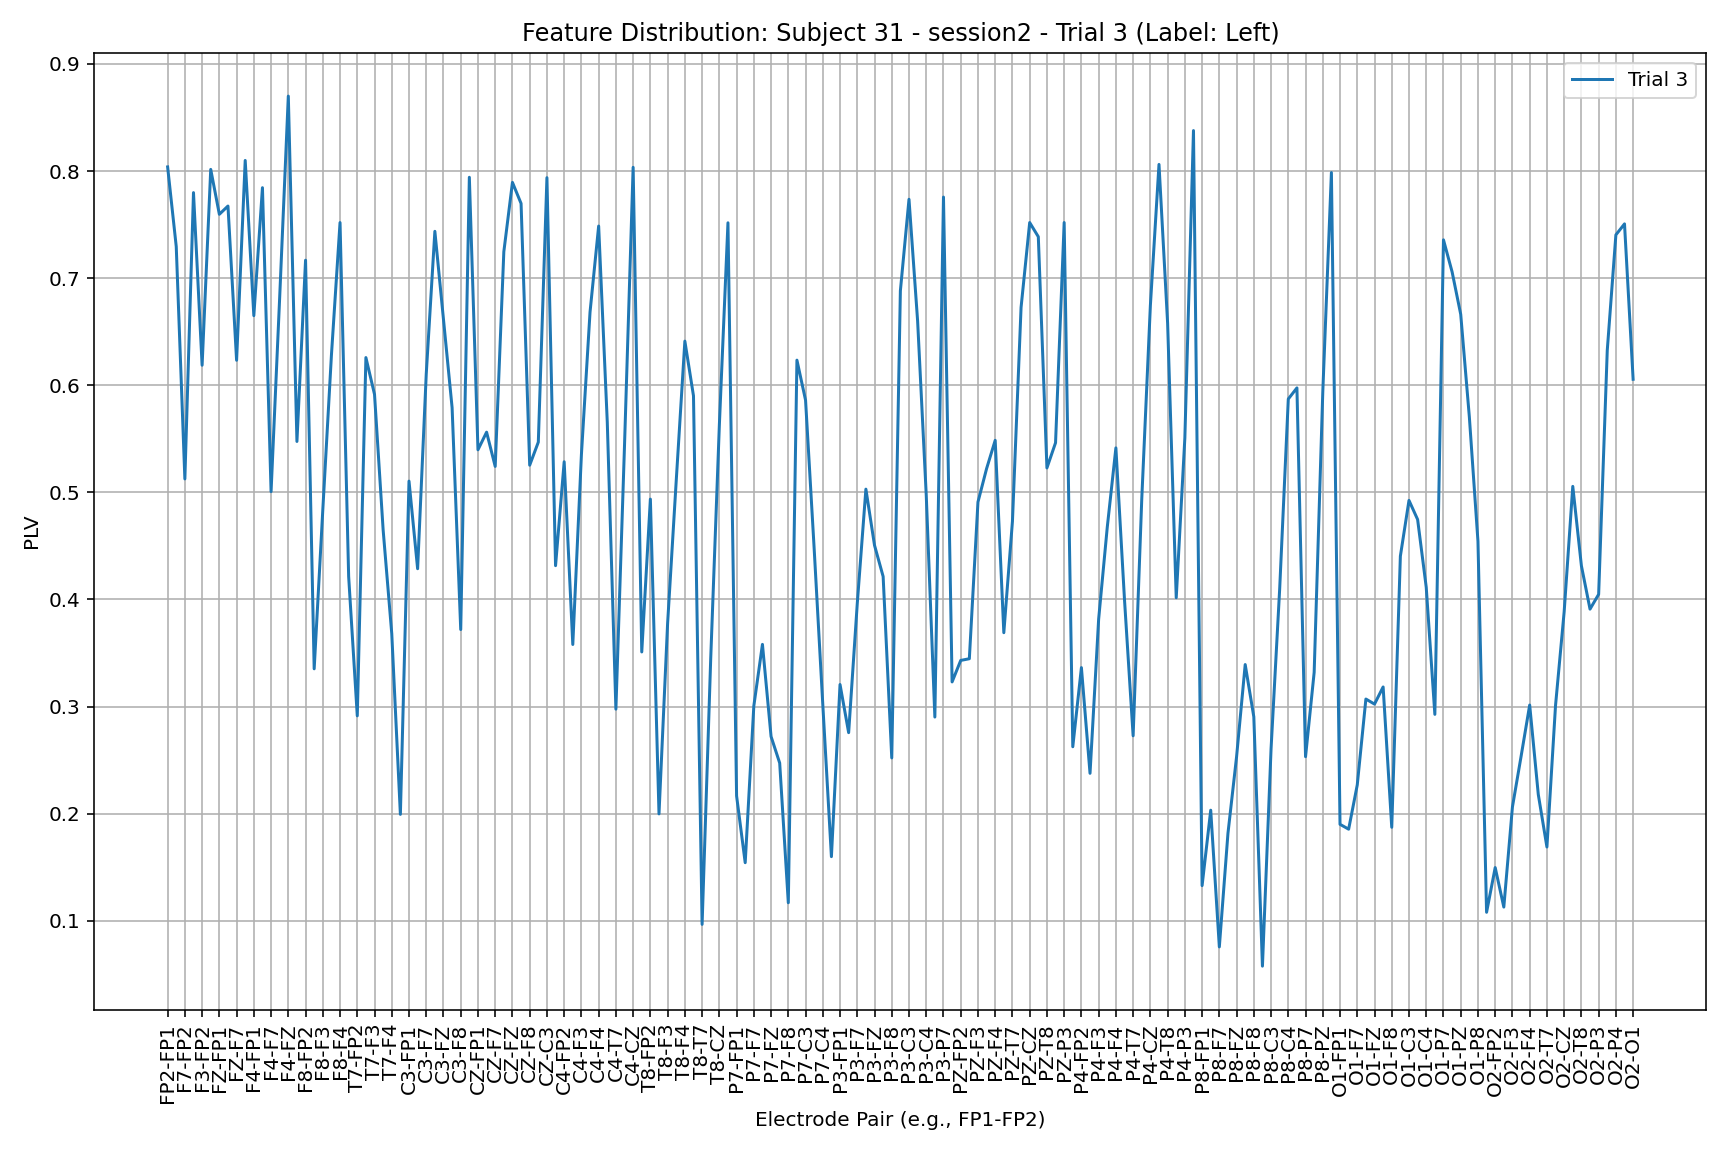 Feature Distribution: Subject 31 - session2 - Trial 3 (Label: Left)
Trial 3
0.9
0.8
0.7
0.6
0.5
0.4
0.3
0.2
0.1
PLV
FP2-FP1
F7-FP2
F3-FP2
FZ-FP1
FZ-F7
F4-FP1
F4-F7
F4-FZ
F8-FP2
F8-F3
F8-F4
T7-FP2
T7-F3
T7-F4
C3-FP1
C3-F7
C3-FZ
C3-F8
CZ-FP1
CZ-F7
CZ-FZ
CZ-F8
CZ-C3
C4-FP2
C4-F3
C4-F4
C4-T7
C4-CZ
T8-FP2
T8-F3
T8-F4
T8-T7
T8-CZ
P7-FP1
P7-F7
P7-FZ
P7-F8
P7-C3
P7-C4
P3-FP1
P3-F7
P3-FZ
P3-F8
P3-C3
P3-C4
P3-P7
PZ-FP2
PZ-F3
PZ-F4
PZ-T7
PZ-CZ
PZ-T8
PZ-P3
P4-FP2
P4-F3
P4-F4
P4-T7
P4-CZ
P4-T8
P4-P3
P8-FP1
P8-F7
P8-FZ
P8-F8
P8-C3
P8-C4
P8-P7
P8-PZ
O1-FP1
O1-F7
O1-FZ
O1-F8
O1-C3
O1-C4
O1-P7
O1-PZ
O1-P8
O2-FP2
O2-F3
O2-F4
O2-T7
O2-CZ
O2-T8
O2-P3
O2-P4
O2-O1
Electrode Pair (e.g., FP1-FP2)